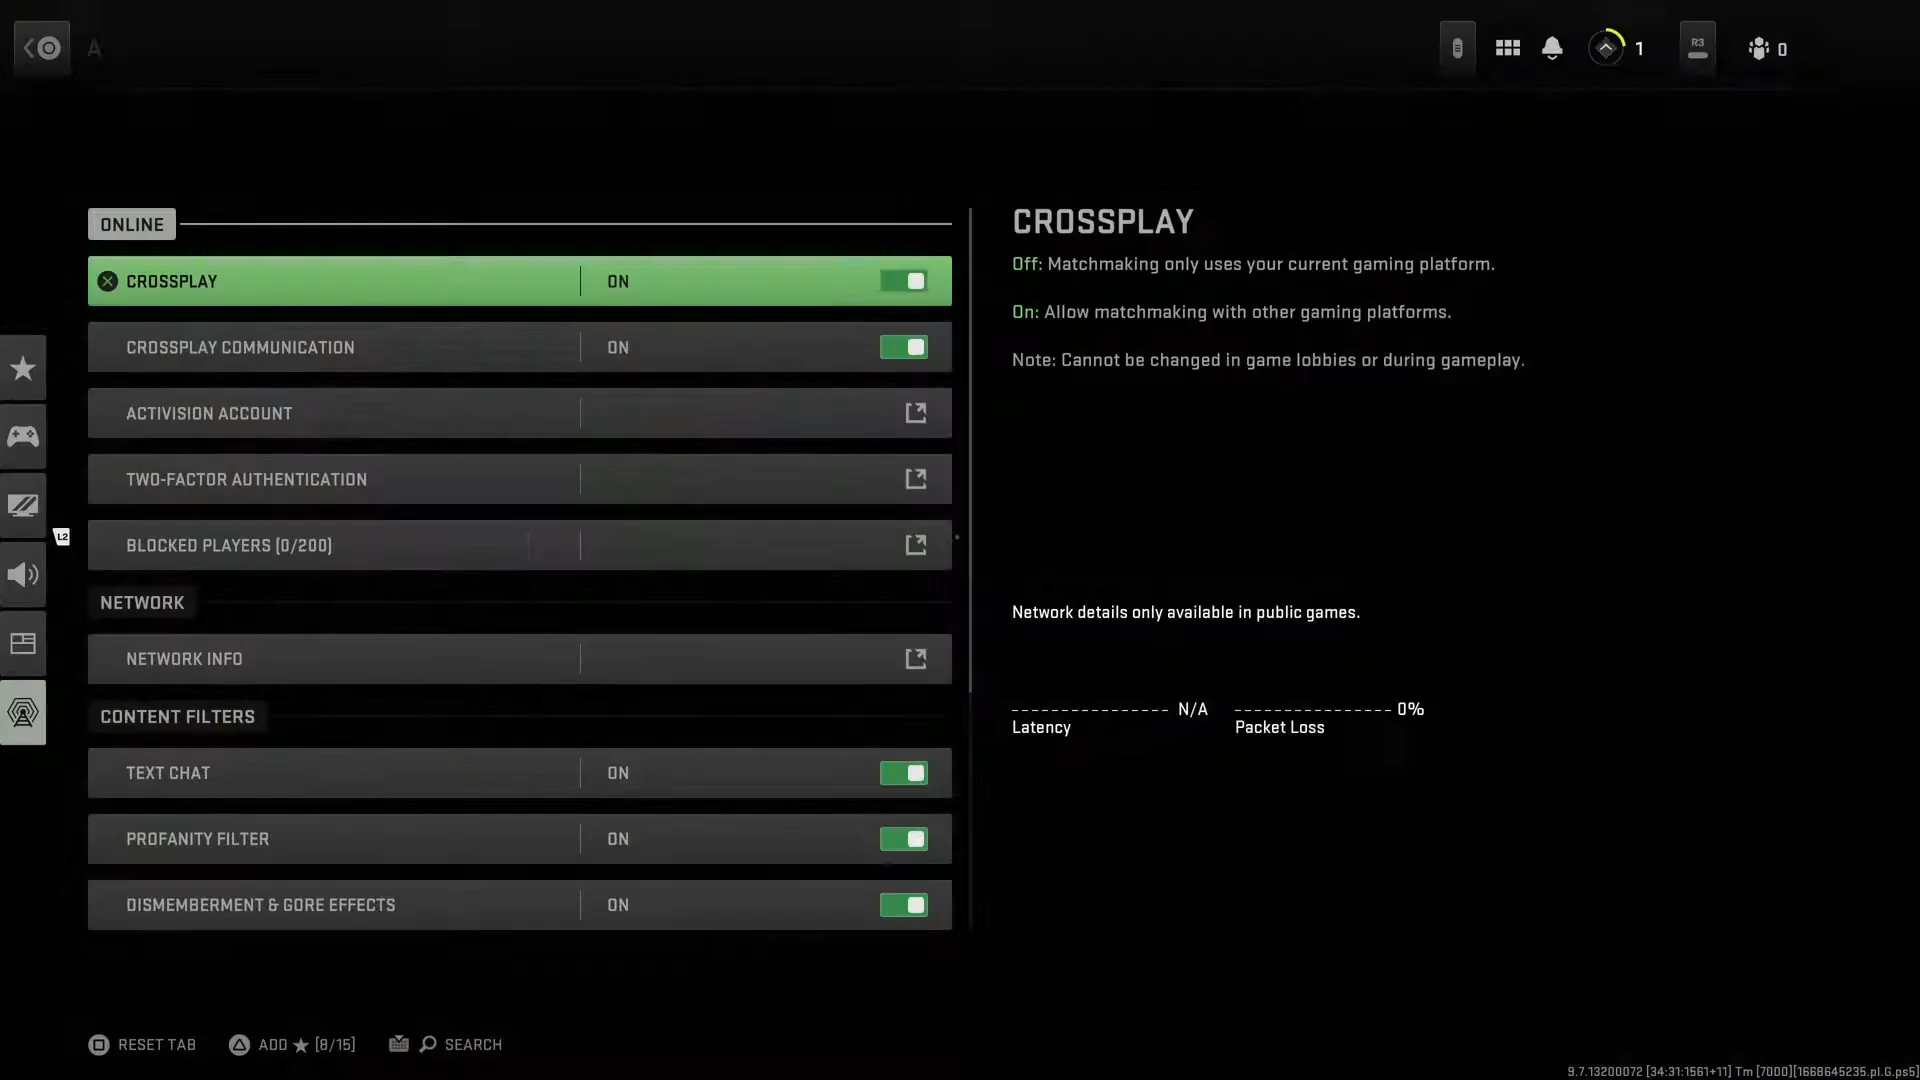 A
1
R3
0
ONLINE
CROSSPLAY ON
CROSSPLAY COMMUNICATION ON
ACTIVISION ACCOUNT
TWO-FACTOR AUTHENTICATION
L2
BLOCKED PLAYERS (0/200)
NETWORK
NETWORK INFO
CONTENT FILTERS
TEXT CHAT ON
PROFANITY FILTER ON
DISMEMBERMENT & GORE EFFECTS ON
CROSSPLAY
Off: Matchmaking only uses your current gaming platform.
On: Allow matchmaking with other gaming platforms.
Note: Cannot be changed in game lobbies or during gameplay.
Network details only available in public games.
N/A
Latency
0%
Packet Loss
RESET TAB ADD ★ [8/15] SEARCH
9.7.13200072 [34:31:1561+11] Tm [7000][1668645235.pl.G.ps5]